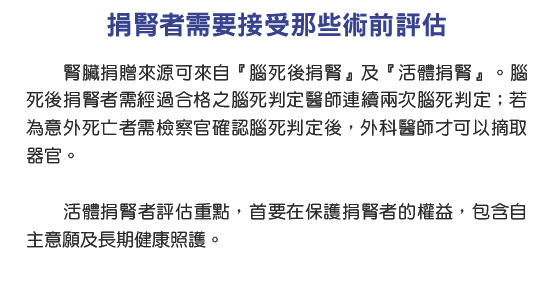 捐腎者需要接受那些術前評估
腎臟捐贈來源可來自『腦死後捐腎』及『活體捐腎』。腦
死後捐腎者需經過合格之腦死判定醫師連續兩次腦死判定；若
為意外死亡者需檢察官確認腦死判定後，外科醫師才可以摘取
器官。
活體捐腎者評估重點，首要在保護捐腎者的權益，包含自
主意願及長期健康照護。